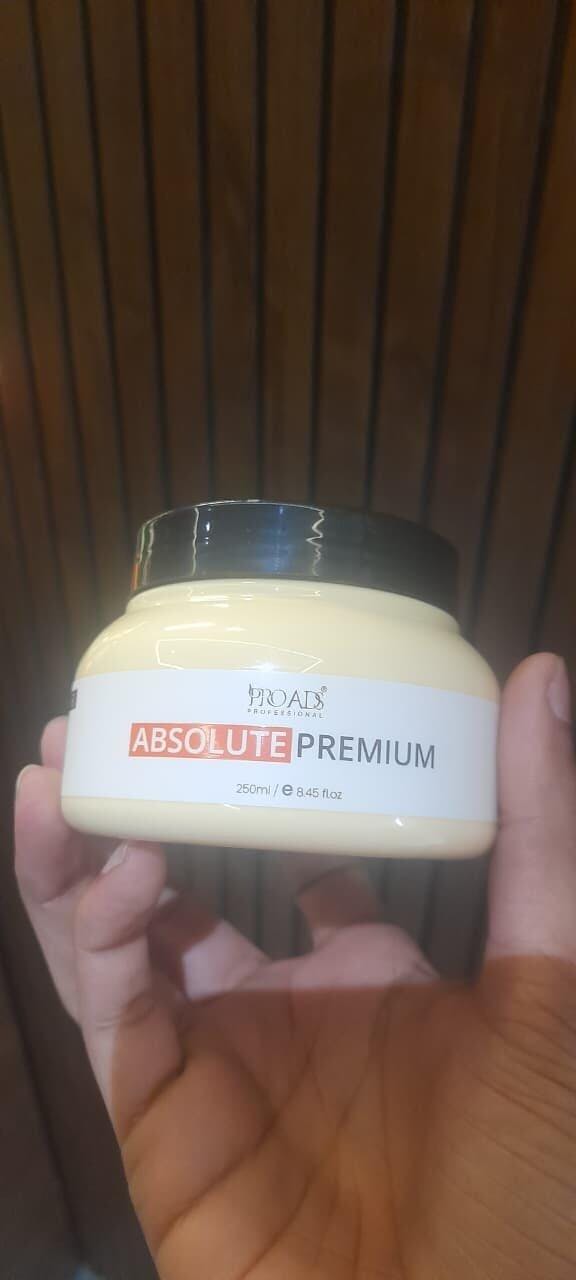 PROADS®
PROFESSIONAL
ABSOLUTE PREMIUM
250ml / e 8.45 fl.oz